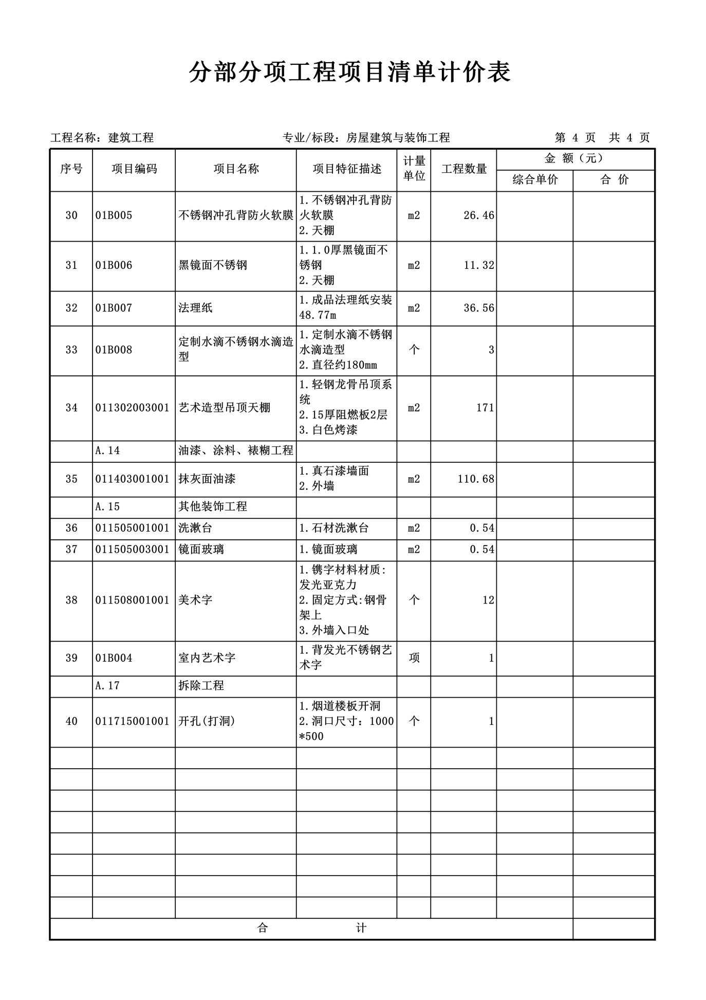 分部分项工程项目清单计价表
工程名称：建筑工程 专业/标段：房屋建筑与装饰工程 第 4 页 共 4 页
序号 项目编码 项目名称 项目特征描述 计量单位 工程数量 金 额（元）
综合单价 合 价
30 01B005 不锈钢冲孔背防火软膜 1.不锈钢冲孔背防 m2 26.46
火软膜
2.天棚
31 01B006 黑镜面不锈钢 1.1.0厚黑镜面不 m2 11.32
锈钢
2.天棚
32 01B007 法理纸 1.成品法理纸安装 m2 36.56
48.77m
33 01B008 定制水滴不锈钢水滴造 1.定制水滴不锈钢 个 3
型 水滴造型
2.直径约180mm
34 011302003001 艺术造型吊顶天棚 1.轻钢龙骨吊顶系 m2 171
统
2.15厚阻燃板2层
3.白色烤漆
A.14 油漆、涂料、裱糊工程
35 011403001001 抹灰面油漆 1.真石漆墙面 m2 110.68
2.外墙
A.15 其他装饰工程
36 011505001001 洗漱台 1.石材洗漱台 m2 0.54
37 011505003001 镜面玻璃 1.镜面玻璃 m2 0.54
38 011508001001 美术字 1.镌字材料材质: 个 12
发光亚克力
2.固定方式:钢骨
架上
3.外墙入口处
39 01B004 室内艺术字 1.背发光不锈钢艺 项 1
术字
A.17 拆除工程
40 011715001001 开孔(打洞) 1.烟道楼板开洞 个 1
2.洞口尺寸：1000
*500
合 计